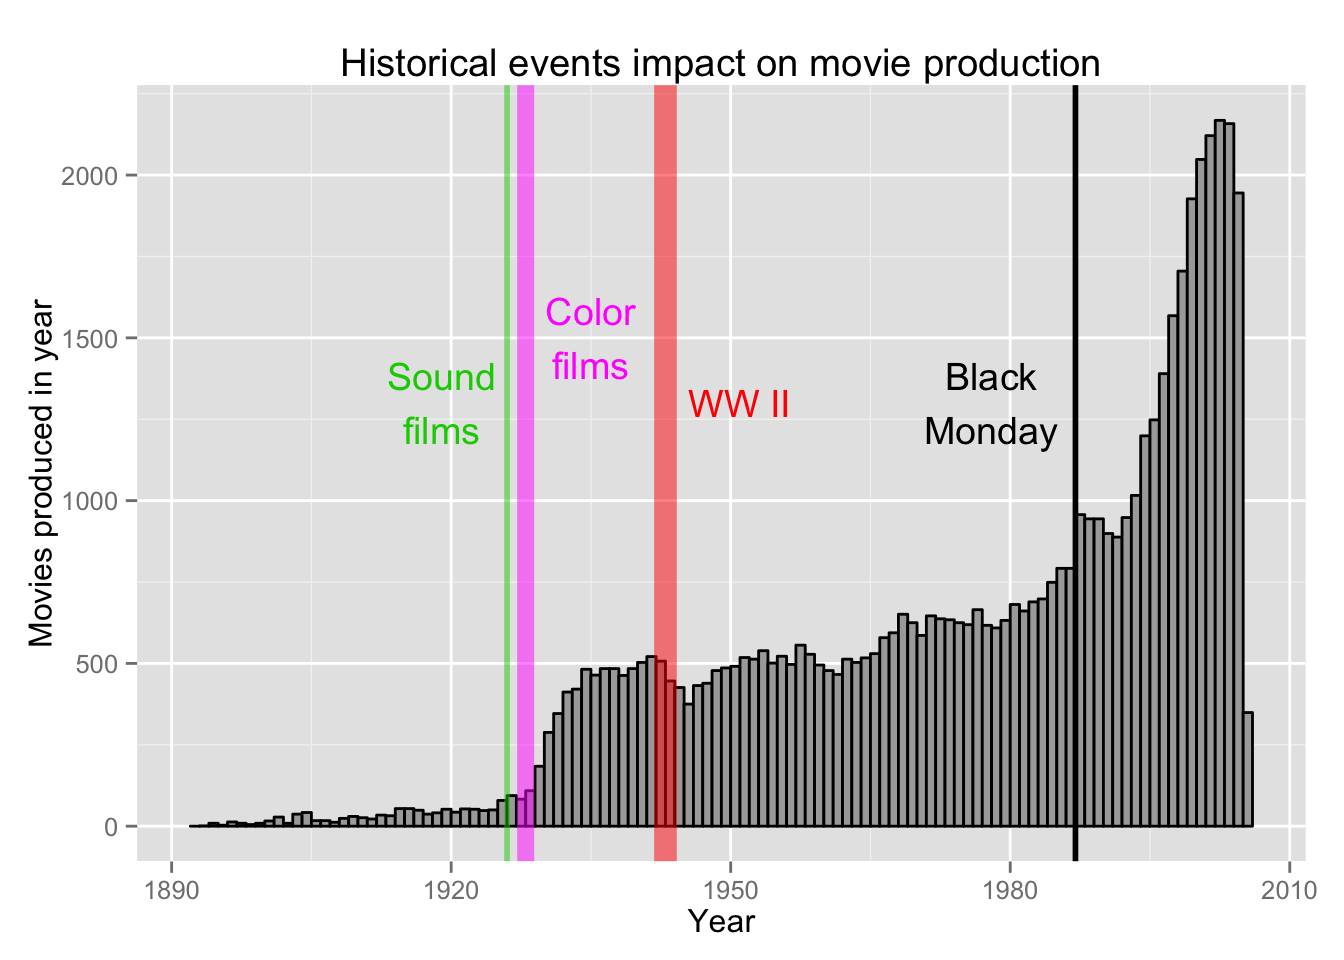 Historical events impact on movie production
Movies produced in year
2000
1500
1000
500
0
Sound
films
Color
films
WW II
Black
Monday
1890
1920
1950
1980
2010
Year